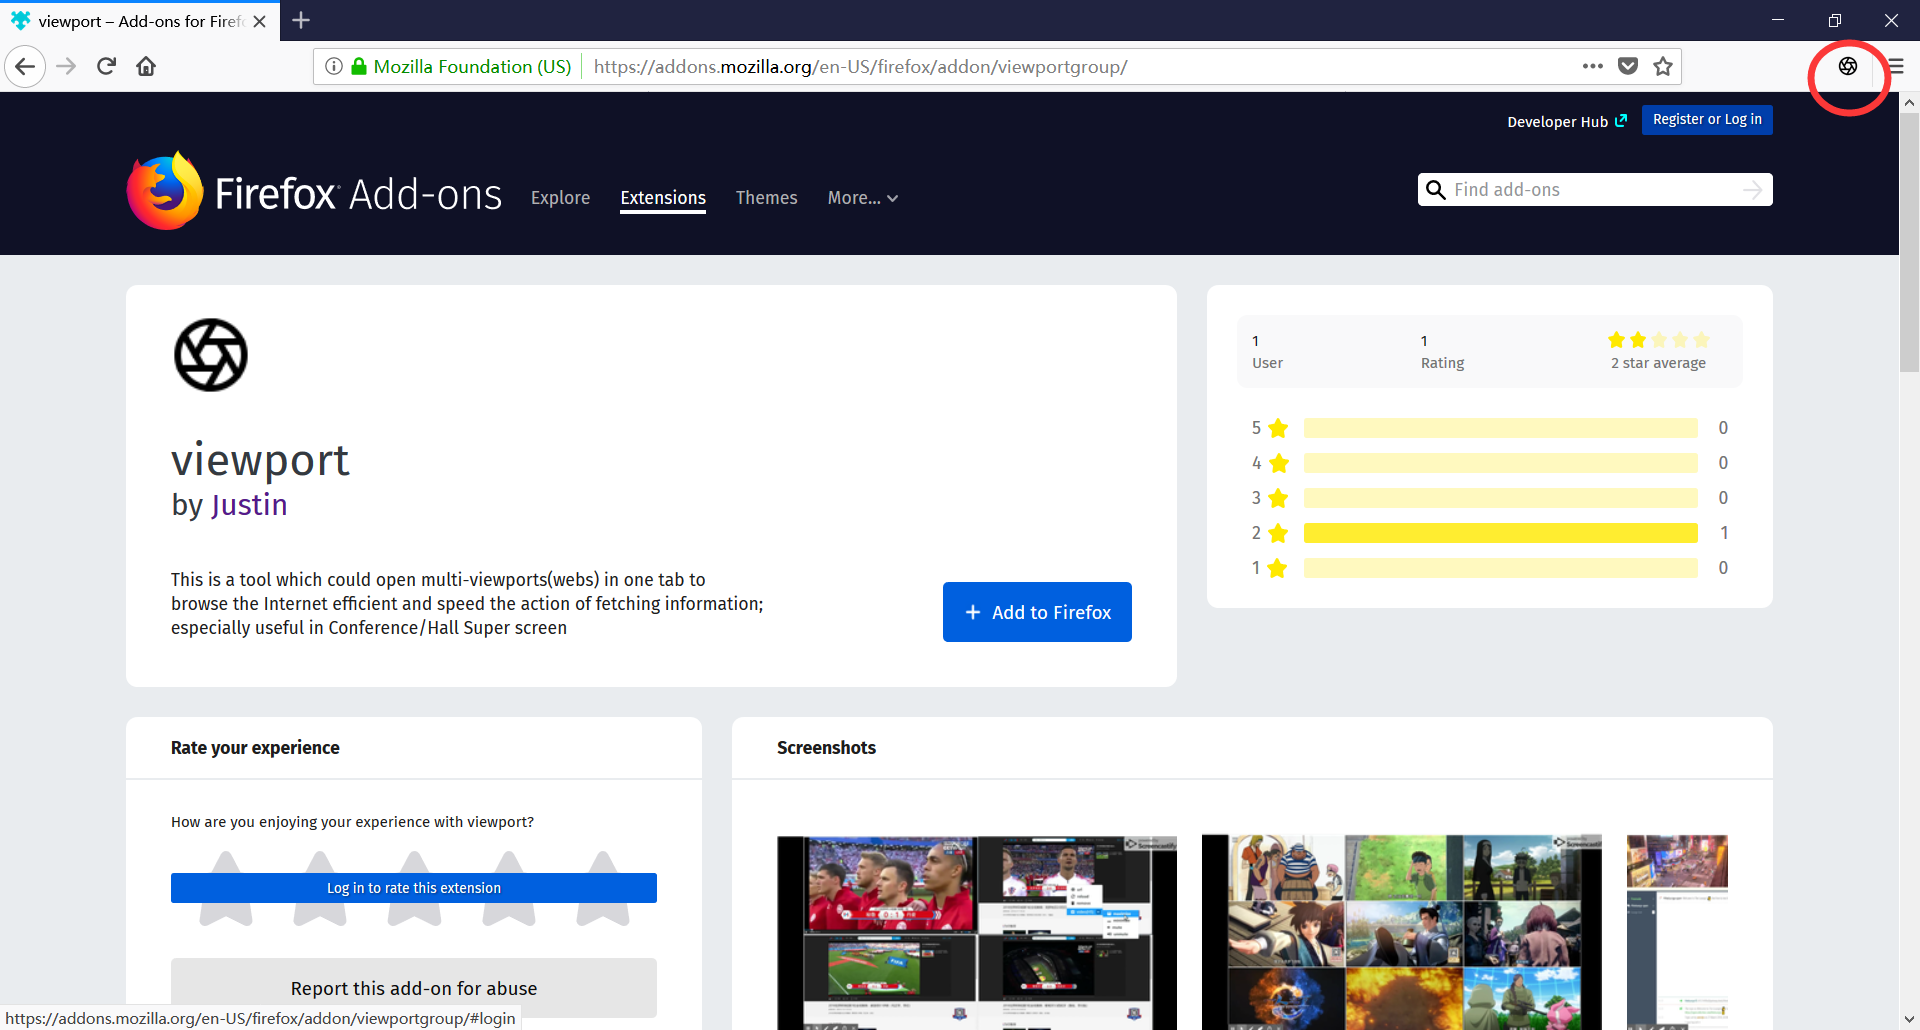 viewport – Add-ons for Firef
Mozilla Foundation (US)
https://addons.mozilla.org/en-US/firefox/addon/viewportgroup/
Developer Hub
Register or Log in
Firefox Add-ons
Explore
Extensions
Themes
More...
Find add-ons
viewport
by Justin
This is a tool which could open multi-viewports(webs) in one tab to
browse the Internet efficient and speed the action of fetching information;
especially useful in Conference/Hall Super screen
+ Add to Firefox
1
User
1
Rating
2 star average
5 0
4 0
3 0
2 1
1 0
Rate your experience
How are you enjoying your experience with viewport?
Log in to rate this extension
Report this add-on for abuse
Screenshots
Screencastify
0 : 1
FIFA
https://addons.mozilla.org/en-US/firefox/addon/viewportgroup/#login